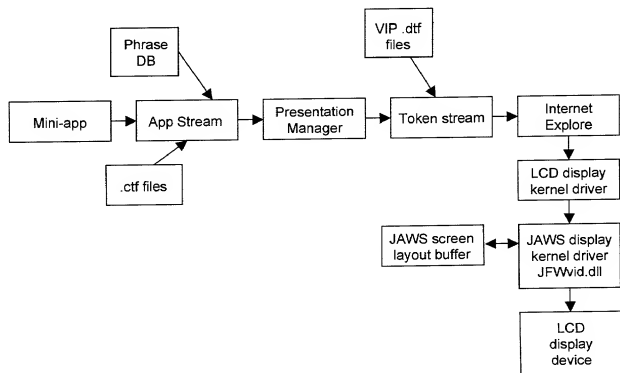 Phrase
DB
VIP .dtf
files
Mini-app
App Stream
Presentation
Manager
Token stream
Internet
Explore
.ctf files
LCD display
kernel driver
JAWS screen
layout buffer
JAWS display
kernel driver
JFWvid.dll
LCD
display
device